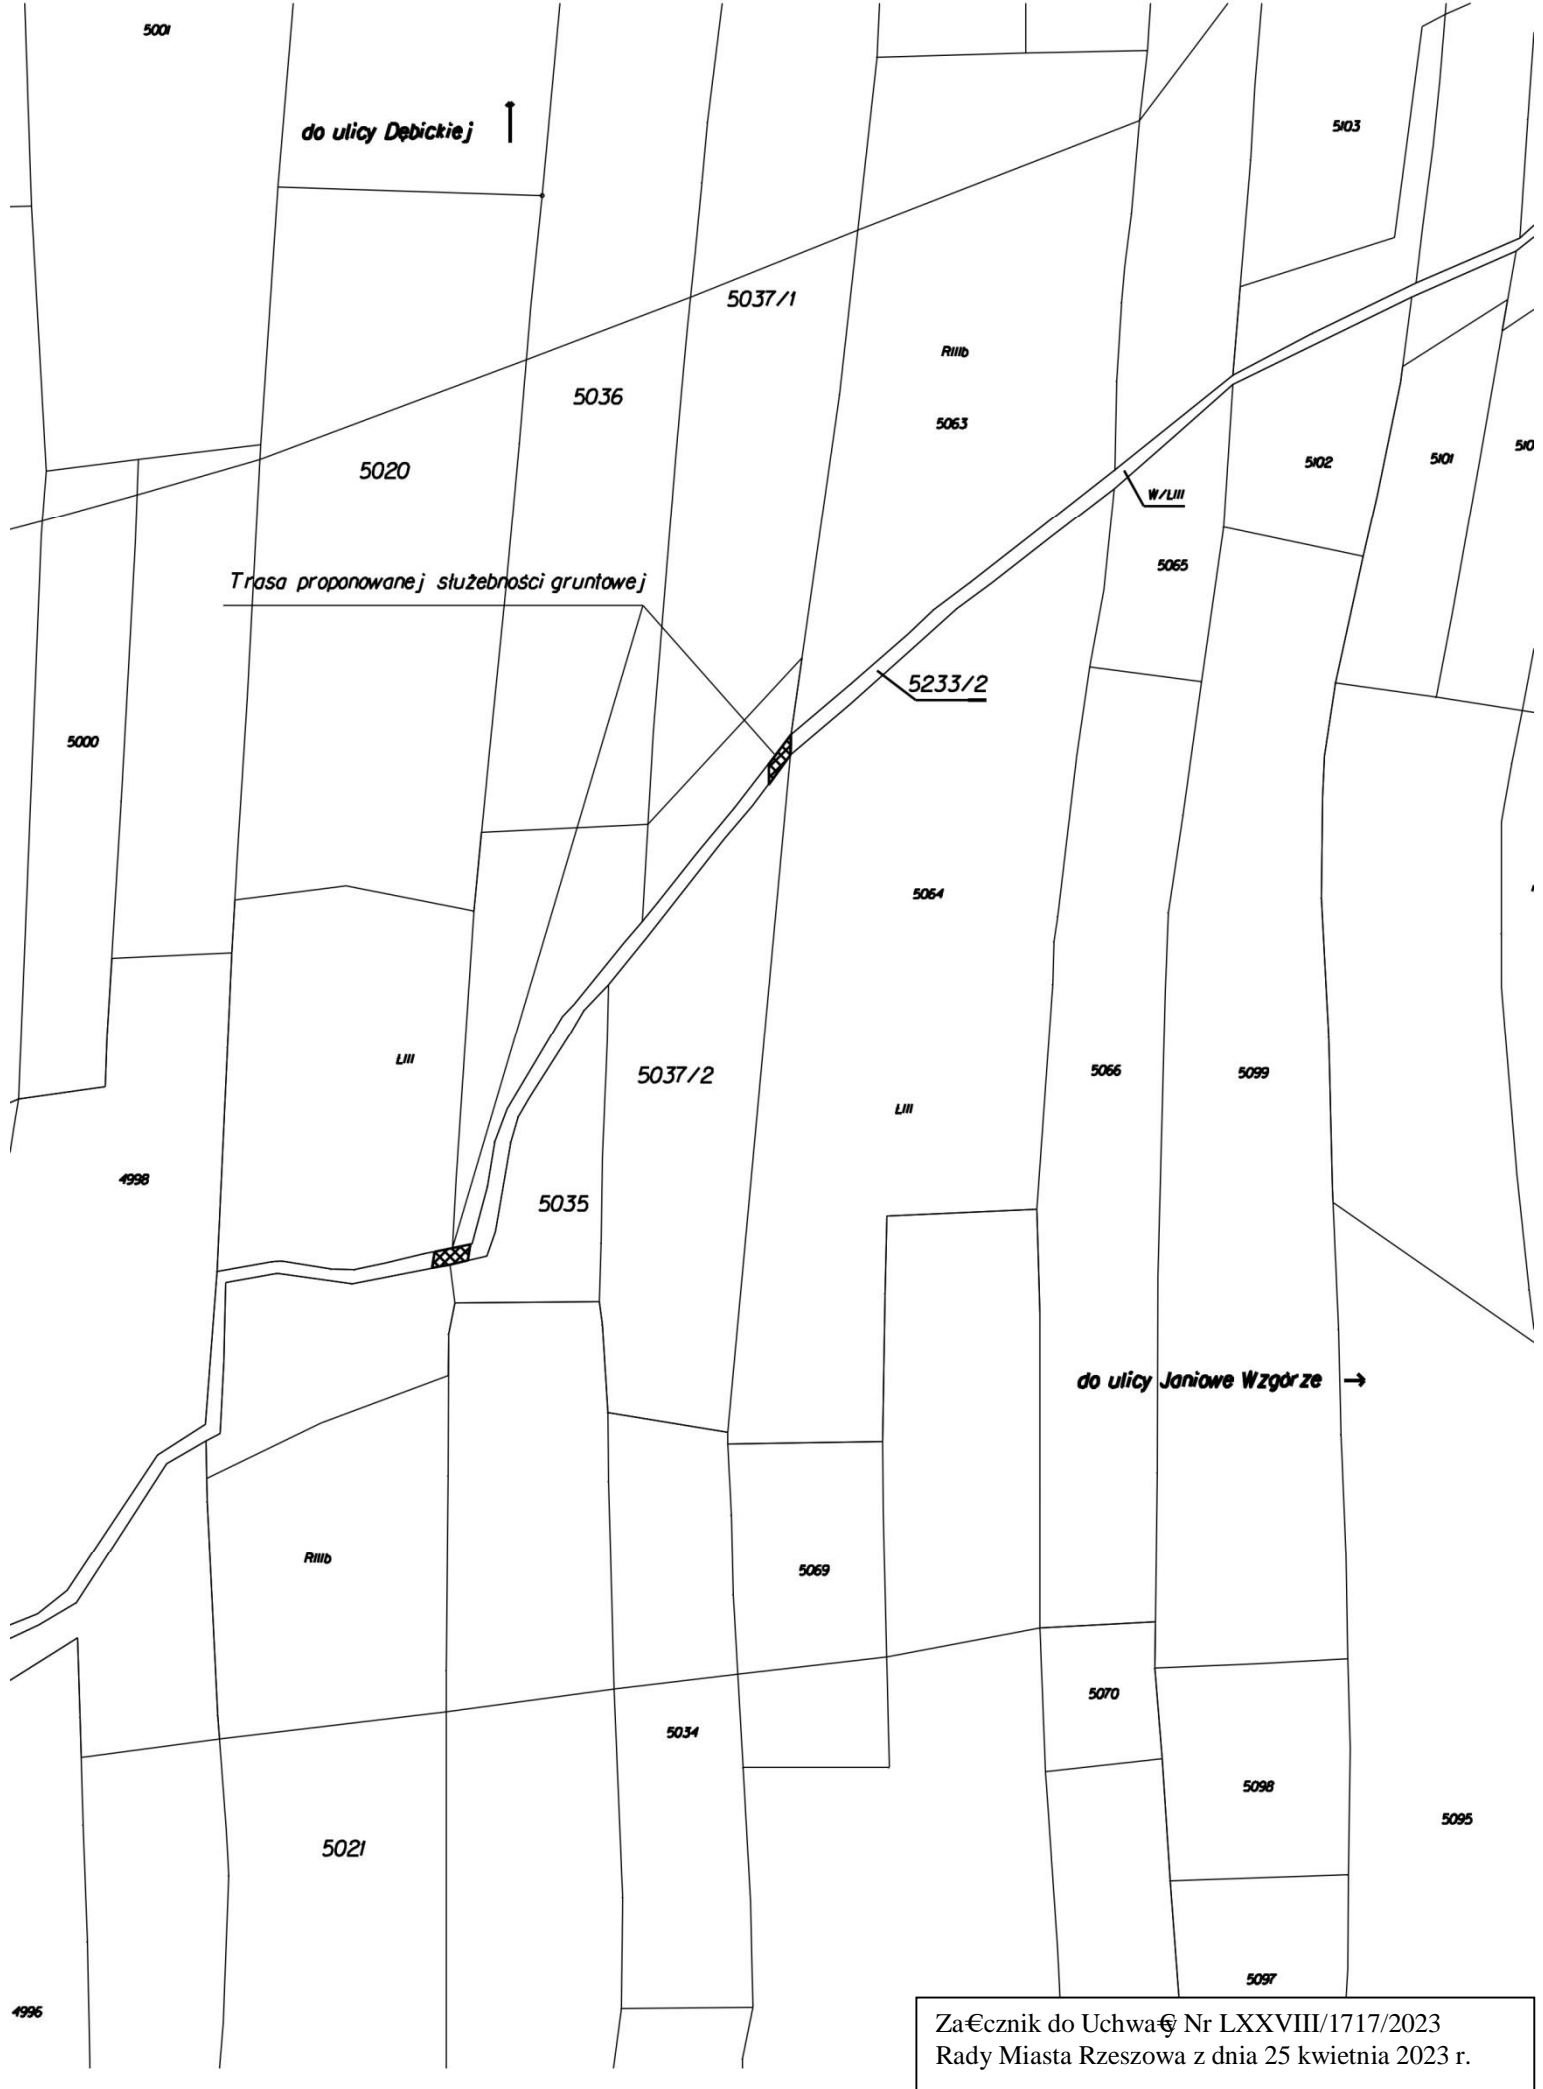 5001
do ulicy Dębickiej
5103
5037/1
RIIIb
5036
5063
5020
5102
5101
510
W/ŁIII
5065
Trasa proponowanej służebności gruntowej
5233/2
5000
5064
ŁIII
5037/2
5066
5099
ŁIII
4998
5035
do ulicy Janiowe Wzgórze
RIIIb
5069
5070
5034
5098
5095
5021
5097
4996
Za€cznik do Uchwa€y Nr LXXVIII/1717/2023
Rady Miasta Rzeszowa z dnia 25 kwietnia 2023 r.